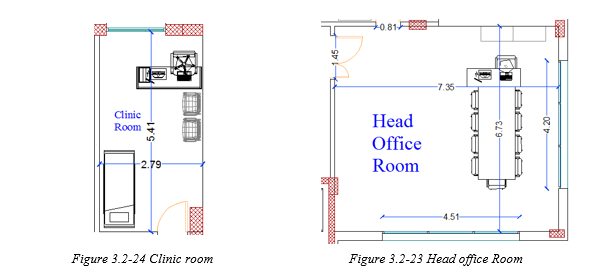 Clinic
Room
5.41
2.79
0.81
1.45
7.35
Head
Office
Room
6.73
4.20
4.51
Figure 3.2-24 Clinic room
Figure 3.2-23 Head office Room